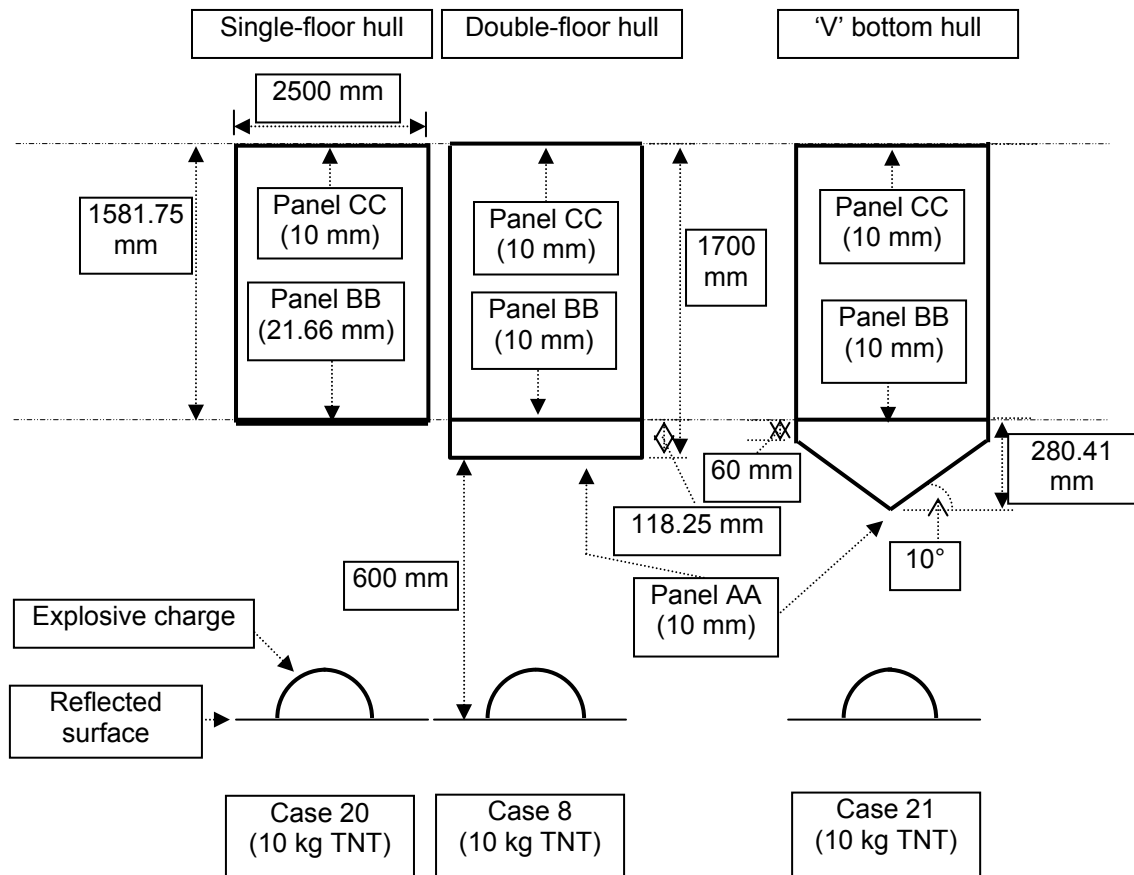 Single-floor hull
Double-floor hull
‘V’ bottom hull
2500 mm
1581.75
mm
Panel CC
(10 mm)
Panel BB
(21.66 mm)
Panel CC
(10 mm)
Panel BB
(10 mm)
1700
mm
Panel CC
(10 mm)
Panel BB
(10 mm)
60 mm
280.41
mm
118.25 mm
10°
600 mm
Panel AA
(10 mm)
Explosive charge
Reflected
surface
Case 20
(10 kg TNT)
Case 8
(10 kg TNT)
Case 21
(10 kg TNT)